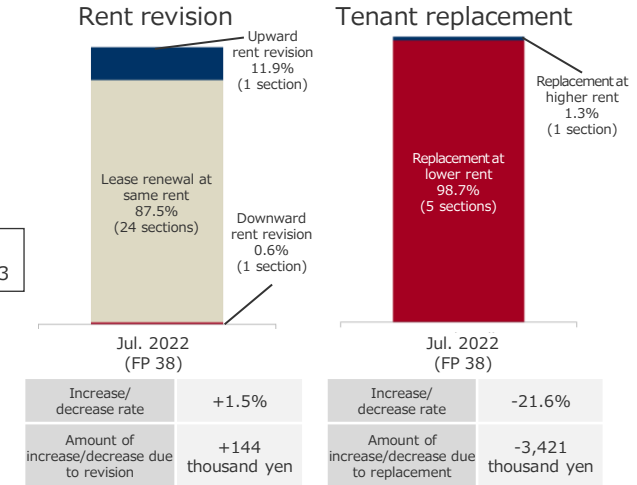 Rent revision
Upward
rent revision
11.9%
(1 section)
Lease renewal at
same rent
87.5%
(24 sections)
Downward
rent revision
0.6%
(1 section)
3
Jul. 2022
(FP 38)
Increase/
decrease rate
+1.5%
Amount of
increase/decrease due
to revision
+144
thousand yen
Tenant replacement
Replacement at
higher rent
1.3%
(1 section)
Replacement at
lower rent
98.7%
(5 sections)
Jul. 2022
(FP 38)
Increase/
decrease rate
-21.6%
Amount of
increase/decrease due
to replacement
-3,421
thousand yen